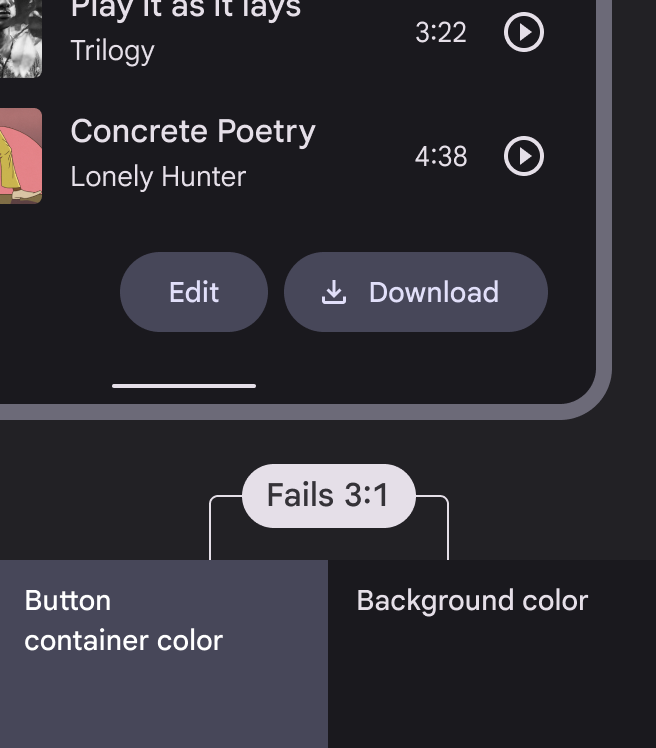 Play it as it lays
Trilogy
3:22
Concrete Poetry
Lonely Hunter
4:38
Edit
Download
Fails 3:1
Button
container color
Background color